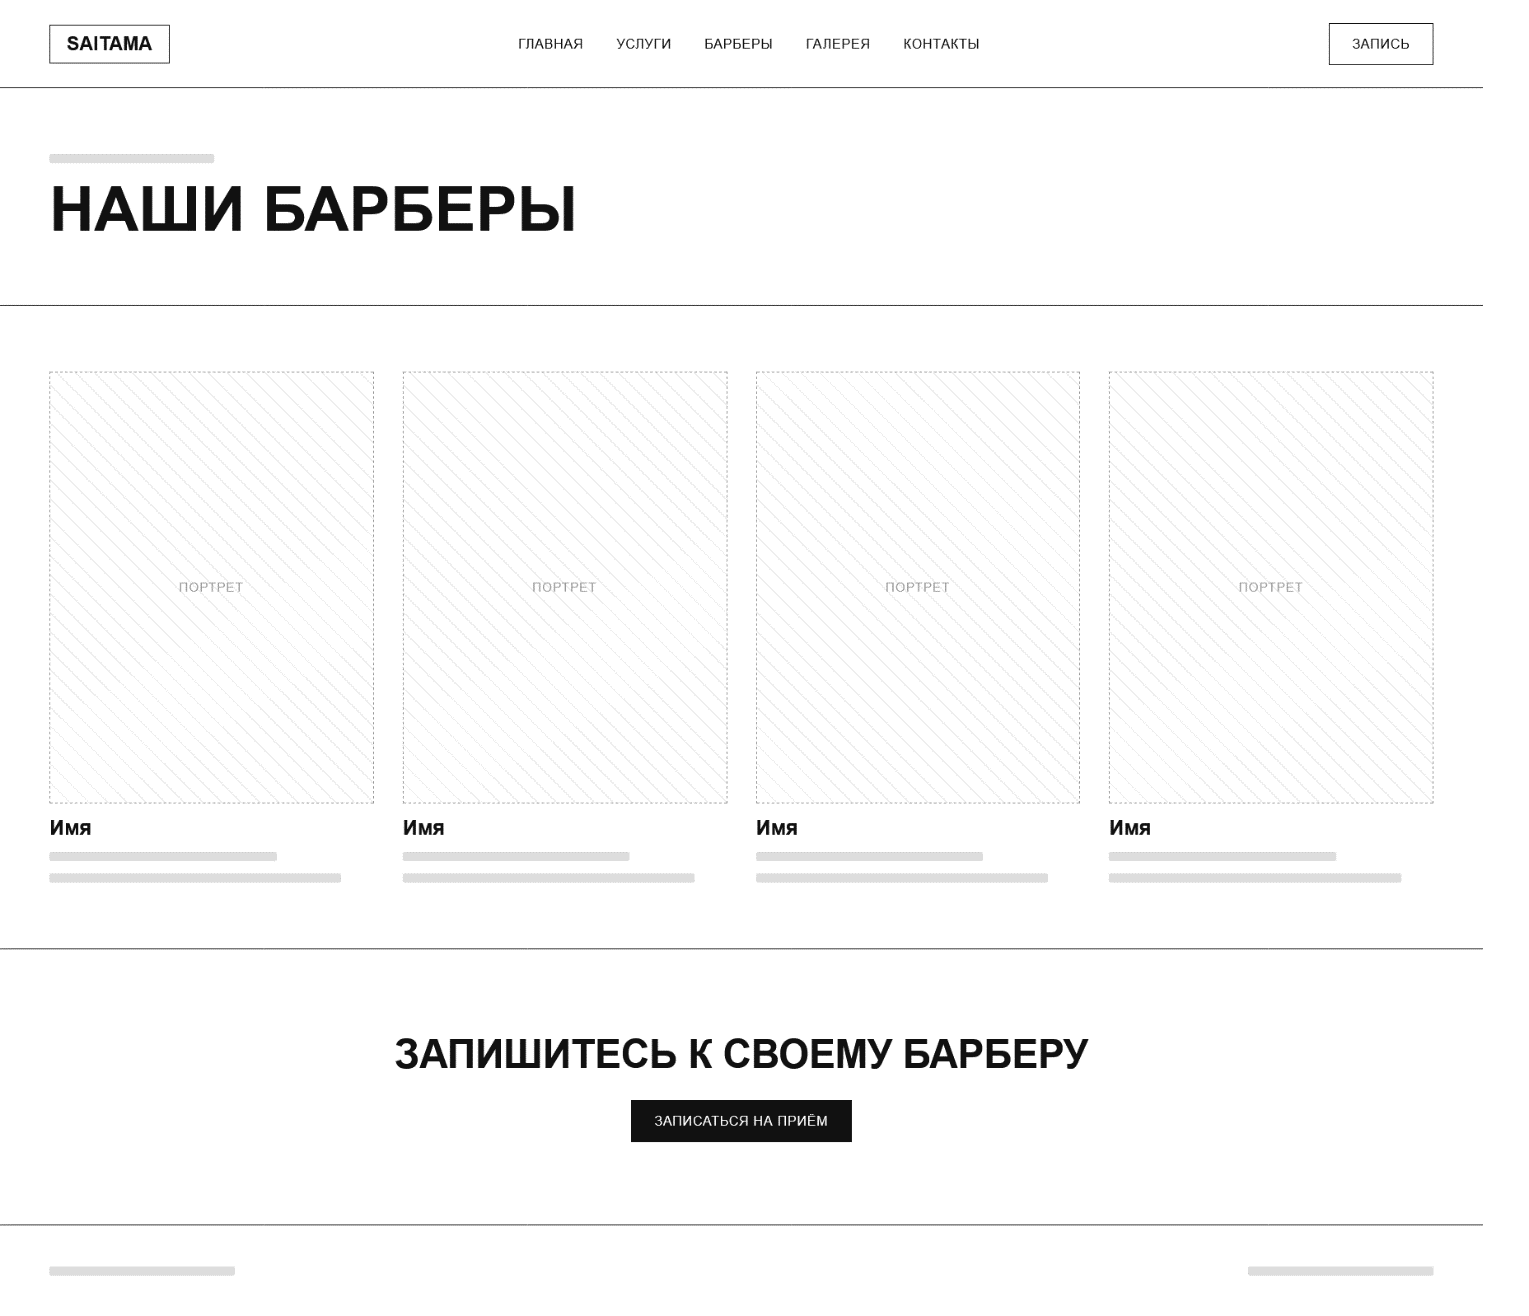 SAITAMA
ГЛАВНАЯ УСЛУГИ БАРБЕРЫ ГАЛЕРЕЯ КОНТАКТЫ
ЗАПИСЬ
НАШИ БАРБЕРЫ
ПОРТРЕТ ПОРТРЕТ ПОРТРЕТ ПОРТРЕТ
Имя Имя Имя Имя
ЗАПИШИТЕСЬ К СВОЕМУ БАРБЕРУ
ЗАПИСАТЬСЯ НА ПРИЁМ